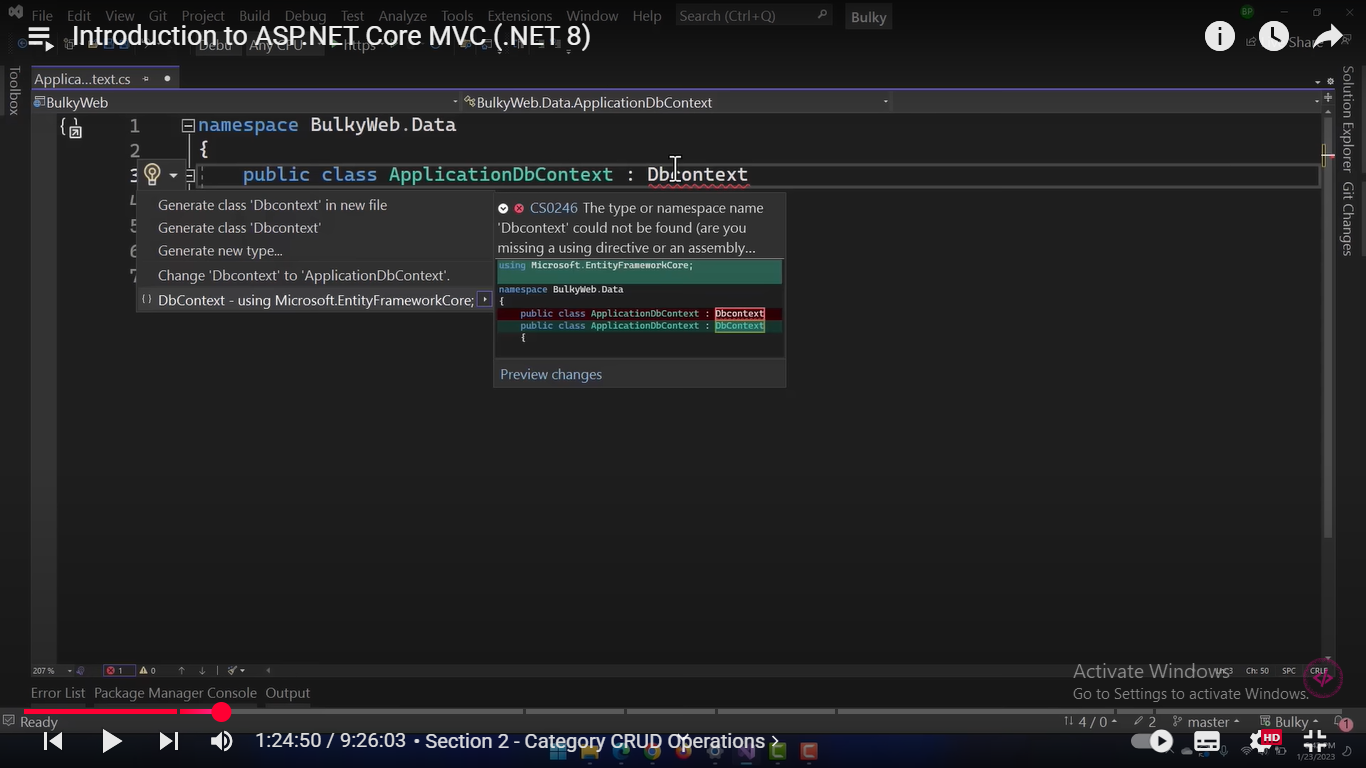 File Edit View Git Project Build Debug Test Analyze Tools Extensions Window Help Search (Ctrl+Q) Bulky BP
Introduction to ASP.NET Core MVC (.NET 8)
Debug Any CPU https Share
Applica...text.cs
BulkyWeb BulkyWeb.Data.ApplicationDbContext
Toolbox
Solution Explorer
Git Changes
1 namespace BulkyWeb.Data
2 {
3 public class ApplicationDbContext : Dbcontext
Generate class 'Dbcontext' in new file
Generate class 'Dbcontext'
Generate new type...
Change 'Dbcontext' to 'ApplicationDbContext'.
{ } DbContext - using Microsoft.EntityFrameworkCore;
6
7
CS0246 The type or namespace name
'Dbcontext' could not be found (are you
missing a using directive or an assembly...
using Microsoft.EntityFrameworkCore;
namespace BulkyWeb.Data
{
public class ApplicationDbContext : Dbcontext
public class ApplicationDbContext : DbContext
{
Preview changes
207 % 1 0 Ch: 50 SPC CRLF
Activate Windows
Go to Settings to activate Windows.
Error List Package Manager Console Output
Ready 4 / 0 2 master Bulky 1
1:24:50 / 9:26:03 • Section 2 - Category CRUD Operations > HD
1/23/2023